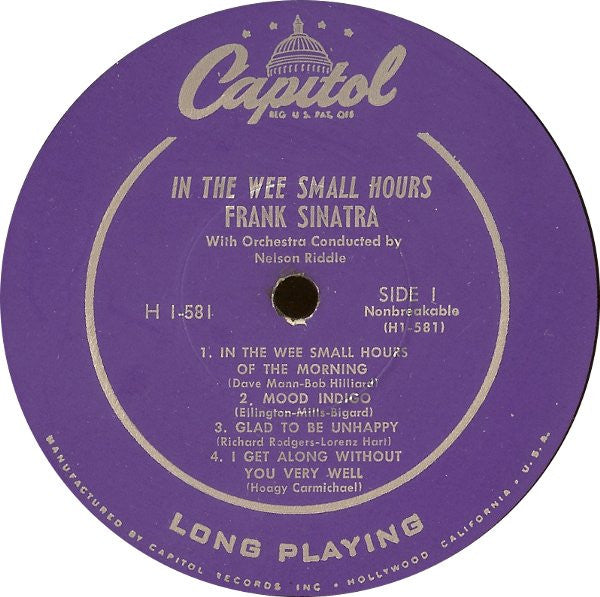 Capitol
REG. U.S. PAT. OFF.
IN THE WEE SMALL HOURS
FRANK SINATRA
With Orchestra Conducted by
Nelson Riddle
H 1-581
SIDE 1
Nonbreakable
(H1-581)
1. IN THE WEE SMALL HOURS
OF THE MORNING
(Dave Mann-Bob Hilliard)
2. MOOD INDIGO
(Ellington-Mills-Bigard)
3. GLAD TO BE UNHAPPY
(Richard Rodgers-Lorenz Hart)
4. I GET ALONG WITHOUT
YOU VERY WELL
(Hoagy Carmichael)
LONG PLAYING
MANUFACTURED BY CAPITOL RECORDS INC • HOLLYWOOD CALIFORNIA • U.S.A.